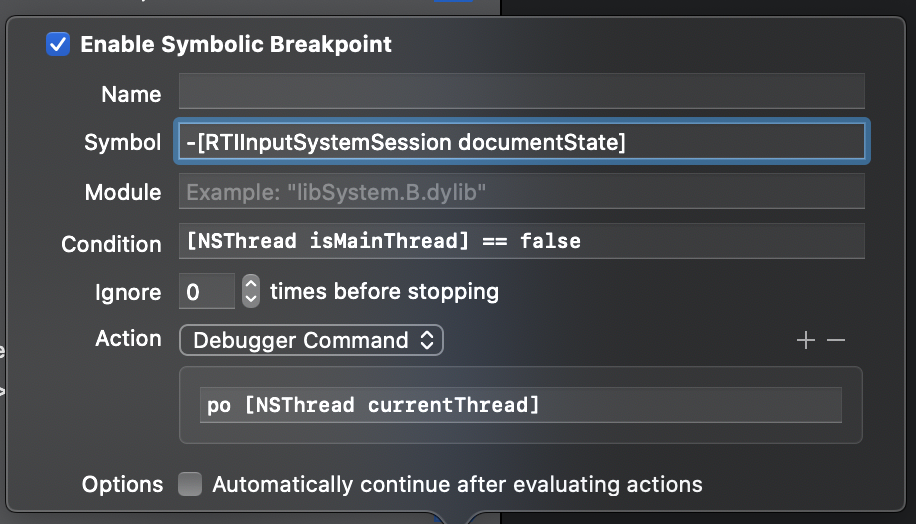 Enable Symbolic Breakpoint
Name
Symbol -[RTIInputSystemSession documentState]
Module Example: "libSystem.B.dylib"
Condition [NSThread isMainThread] == false
Ignore 0 times before stopping
Action Debugger Command
po [NSThread currentThread]
Options Automatically continue after evaluating actions